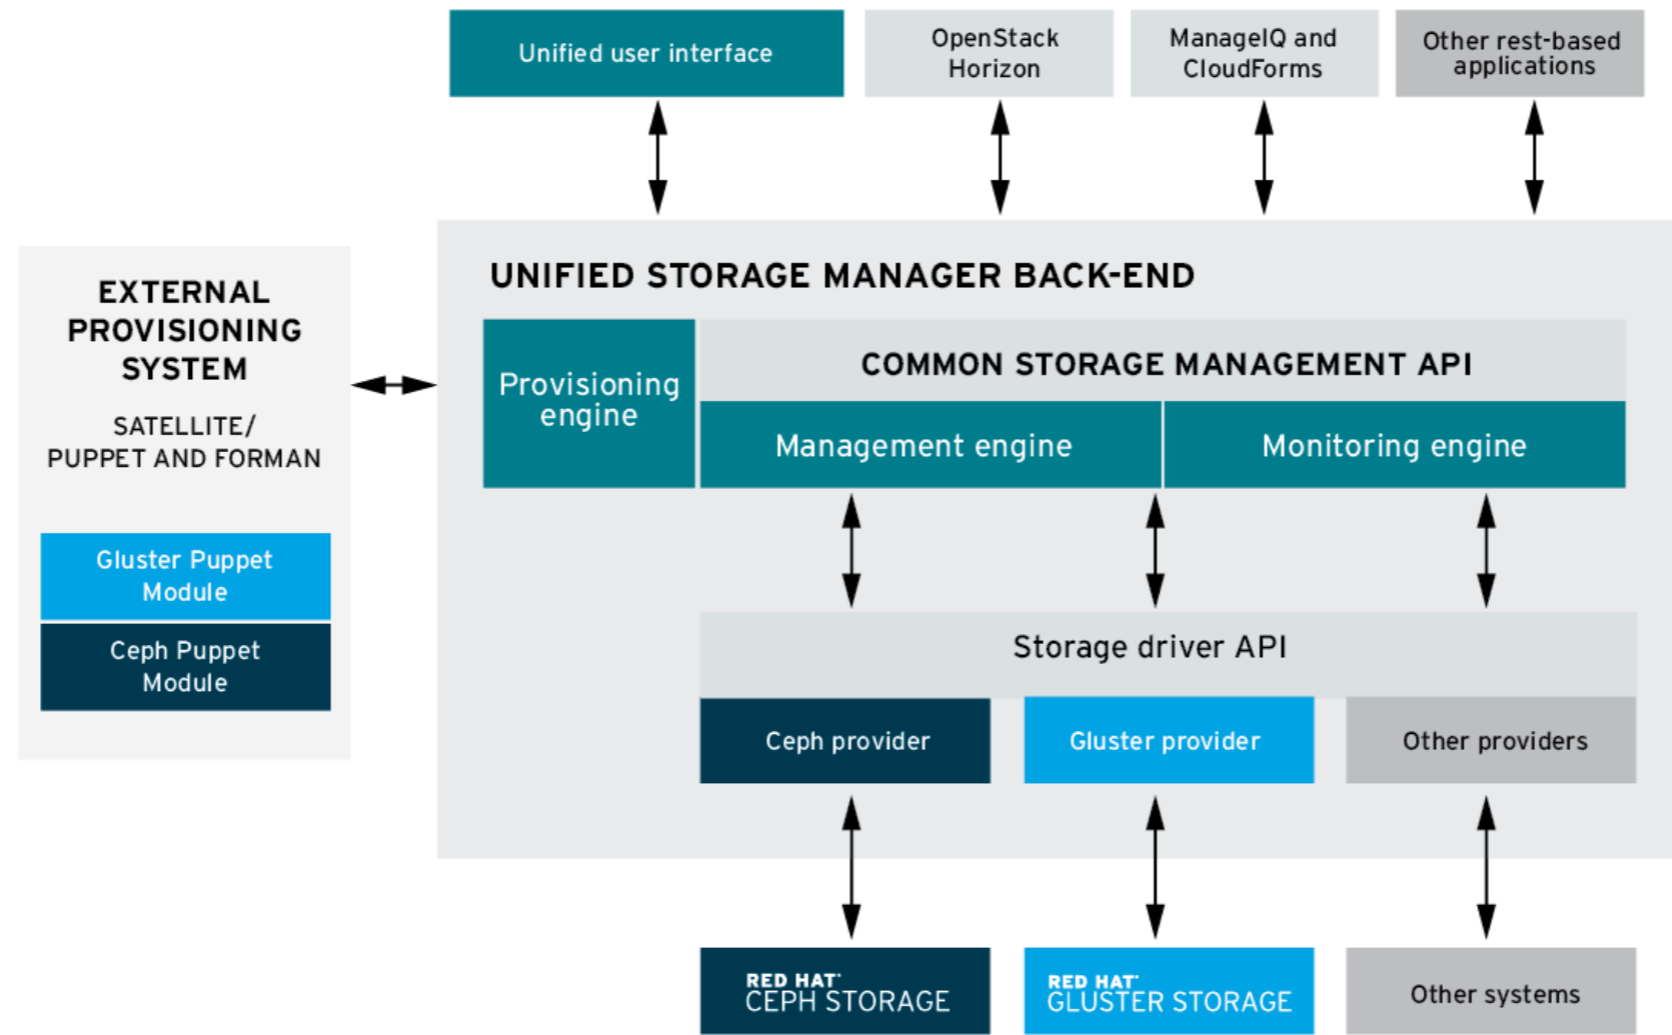 Unified user interface
OpenStack
Horizon
ManageIQ and
CloudForms
Other rest-based
applications
EXTERNAL
PROVISIONING
SYSTEM
SATELLITE/
PUPPET AND FORMAN
Gluster Puppet
Module
Ceph Puppet
Module
UNIFIED STORAGE MANAGER BACK-END
Provisioning
engine
COMMON STORAGE MANAGEMENT API
Management engine
Monitoring engine
Storage driver API
Ceph provider
Gluster provider
Other providers
RED HAT
CEPH STORAGE
RED HAT
GLUSTER STORAGE
Other systems